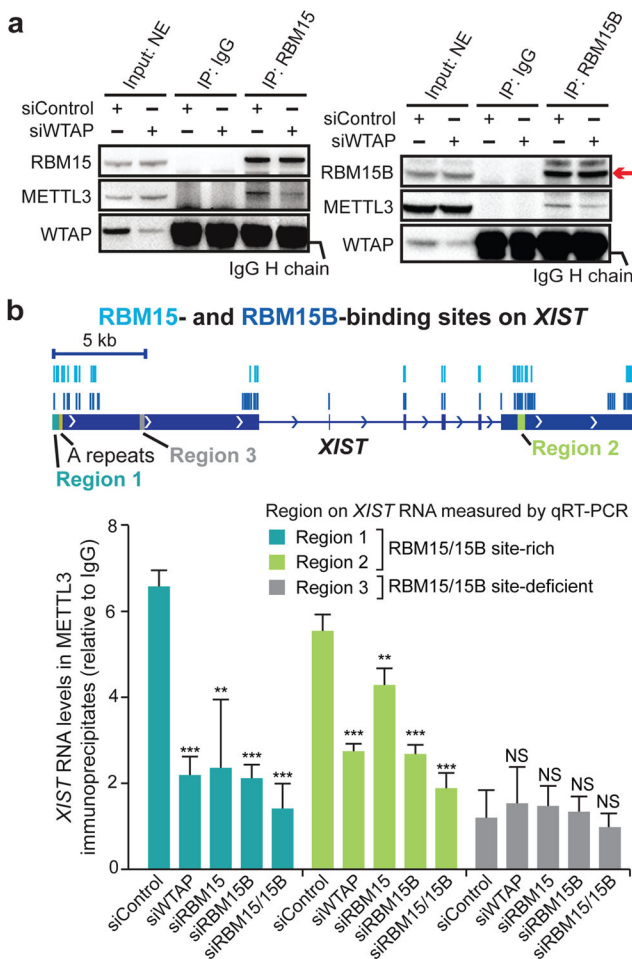 a
Input: NE
IP: IgG
IP: RBM15
siControl + – + – + –
siWTAP – + – + – +
RBM15
METTL3
WTAP
IgG H chain
Input: NE
IP: IgG
IP: RBM15B
siControl + – + – + –
siWTAP – + – + – +
RBM15B
METTL3
WTAP
IgG H chain
b
RBM15- and RBM15B-binding sites on XIST
5 kb
XIST
A repeats
Region 3
Region 1
Region 2
Region on XIST RNA measured by qRT-PCR
Region 1
Region 2
RBM15/15B site-rich
Region 3
RBM15/15B site-deficient
XIST RNA levels in METTL3
immunoprecipitates (relative to IgG)
8
6
4
2
0
*** ** *** ***
*** ** *** ***
NS NS NS NS
siControl
siWTAP
siRBM15
siRBM15B
siRBM15/15B
siControl
siWTAP
siRBM15
siRBM15B
siRBM15/15B
siControl
siWTAP
siRBM15
siRBM15B
siRBM15/15B